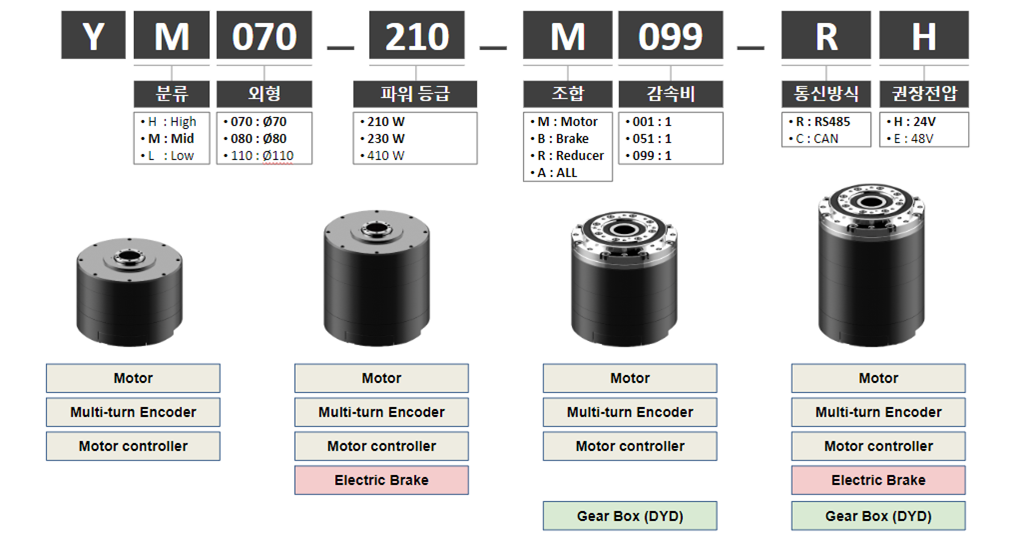 Y M 070 _ 210 _ M 099 _ R H
분류 외형 파워 등급 조합 감속비 통신방식 권장전압
• H : High
• M : Mid
• L : Low
• 070 : Ø70
• 080 : Ø80
• 110 : Ø110
• 210 W
• 230 W
• 410 W
• M : Motor
• B : Brake
• R : Reducer
• A : ALL
• 001 : 1
• 051 : 1
• 099 : 1
• R : RS485
• C : CAN
• H : 24V
• E : 48V
Motor
Multi-turn Encoder
Motor controller
Motor
Multi-turn Encoder
Motor controller
Electric Brake
Motor
Multi-turn Encoder
Motor controller
Gear Box (DYD)
Motor
Multi-turn Encoder
Motor controller
Electric Brake
Gear Box (DYD)